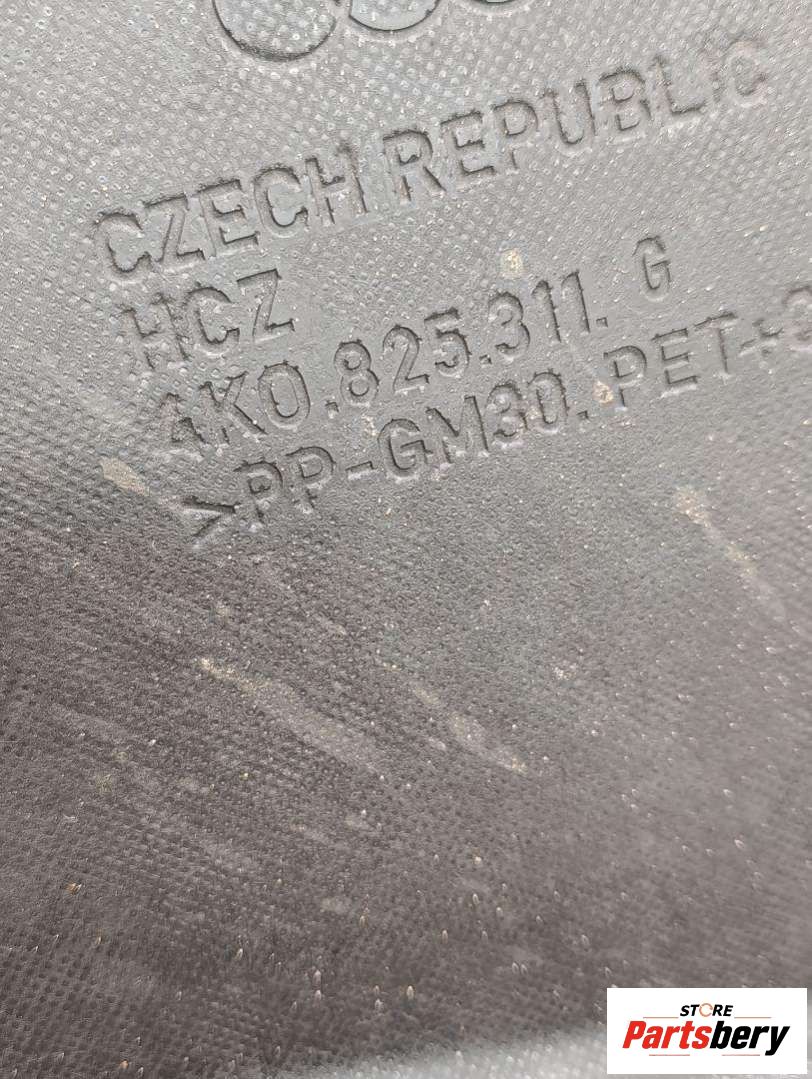 CZECH REPUBLIC
HCZ
4K0.825.311. G
>PP-GM30.PET+
STORE
Partsbery